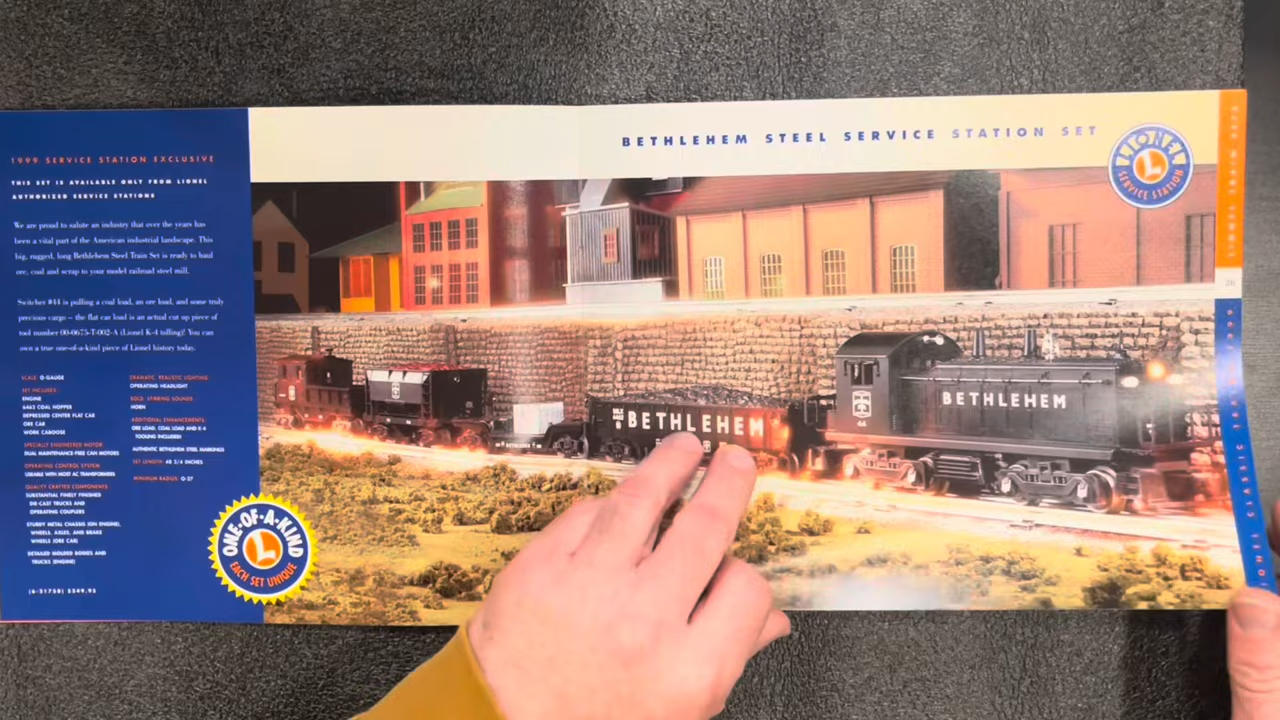 1999 SERVICE STATION EXCLUSIVE
THIS SET IS AVAILABLE ONLY FROM LIONEL
AUTHORIZED SERVICE STATIONS
We are proud to salute an industry that over the years has
been a vital part of the American industrial landscape. This
big, rugged, long Bethlehem Steel Train Set is ready to haul
ore, coal and scrap to your model railroad steel mill.
Switcher #44 is pulling a coal load, an ore load, and some truly
precious cargo – the flat car load is an actual cut up piece of
tool number 00-0675-T-002-A (Lionel K-4 tolling)! You can
own a true one-of-a-kind piece of Lionel history today.
SCALE: O-GAUGE
SET INCLUDES:
ENGINE
6462 COAL HOPPER
DEPRESSED CENTER FLAT CAR
ORE CAR
WORK CABOOSE
SPECIALLY ENGINEERED MOTOR
DUAL MAINTENANCE-FREE CAN MOTORS
OPERATING CONTROL SYSTEM
USEABLE WITH MOST AC TRANSFORMERS
QUALITY CRAFTED COMPONENTS
SUBSTANTIAL FINELY FINISHED
DIE-CAST TRUCKS AND
OPERATING COUPLERS
STURDY METAL CHASSIS (ON ENGINE),
WHEELS, AXLES, AND BRAKE
WHEELS (ORE CAR)
DETAILED MOLDED BODIES AND
TRUCKS (ENGINE)
DRAMATIC, REALISTIC LIGHTING
OPERATING HEADLIGHT
BOLD, STIRRING SOUNDS:
HORN
ADDITIONAL ENHANCEMENTS:
ORE LOAD, COAL LOAD AND K-4
TOOLING INCLUDED!
AUTHENTIC BETHLEHEM STEEL MARKINGS
SET LENGTH: 48 3/4 INCHES
MINIMUM RADIUS: O-27
(6-21750) $549.95
ONE-OF-A-KIND
L
EACH SET UNIQUE
BETHLEHEM STEEL SERVICE STATION SET
LIONEL
L
SERVICE STATION
BETHLEHEM
BETHLEHEM
44
BETHLEHEM